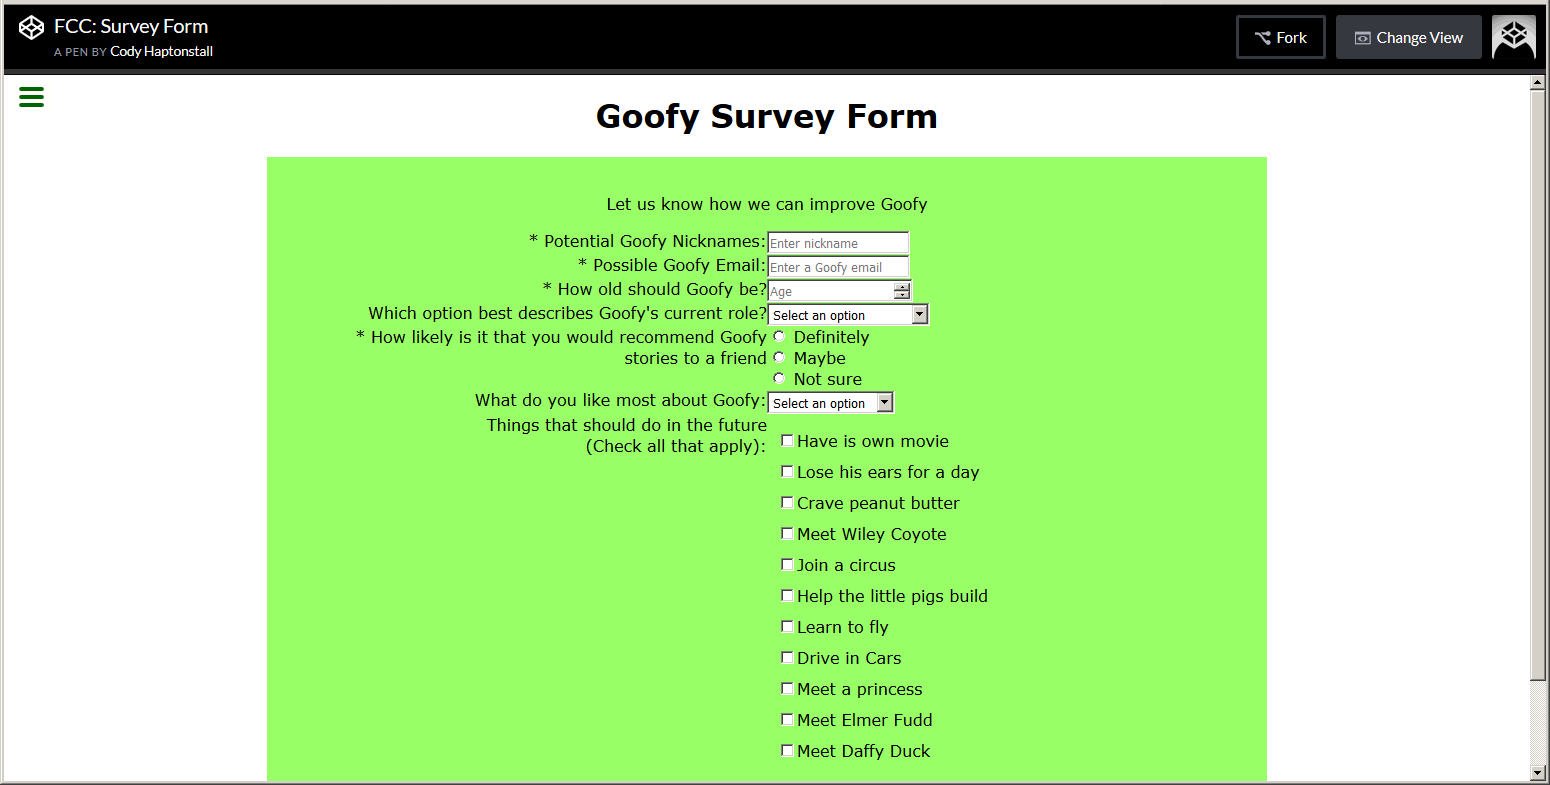 FCC: Survey Form
A PEN BY Cody Haptonstall
Fork
Change View
Goofy Survey Form
Let us know how we can improve Goofy
* Potential Goofy Nicknames: Enter nickname
* Possible Goofy Email: Enter a Goofy email
* How old should Goofy be? Age
Which option best describes Goofy's current role? Select an option
* How likely is it that you would recommend Goofy
stories to a friend
Definitely
Maybe
Not sure
What do you like most about Goofy: Select an option
Things that should do in the future
(Check all that apply):
Have is own movie
Lose his ears for a day
Crave peanut butter
Meet Wiley Coyote
Join a circus
Help the little pigs build
Learn to fly
Drive in Cars
Meet a princess
Meet Elmer Fudd
Meet Daffy Duck